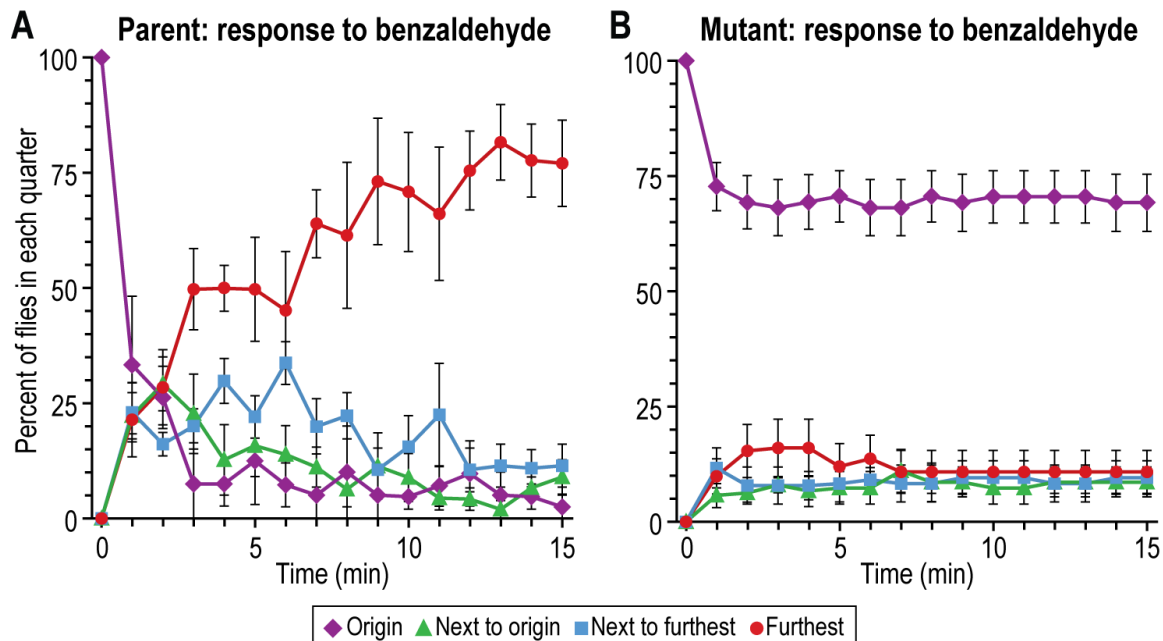 A Parent: response to benzaldehyde
Percent of flies in each quarter
100
75
50
25
0
0 5 10 15
Time (min)
B Mutant: response to benzaldehyde
100
75
50
25
0
0 5 10 15
Time (min)
Origin Next to origin Next to furthest Furthest